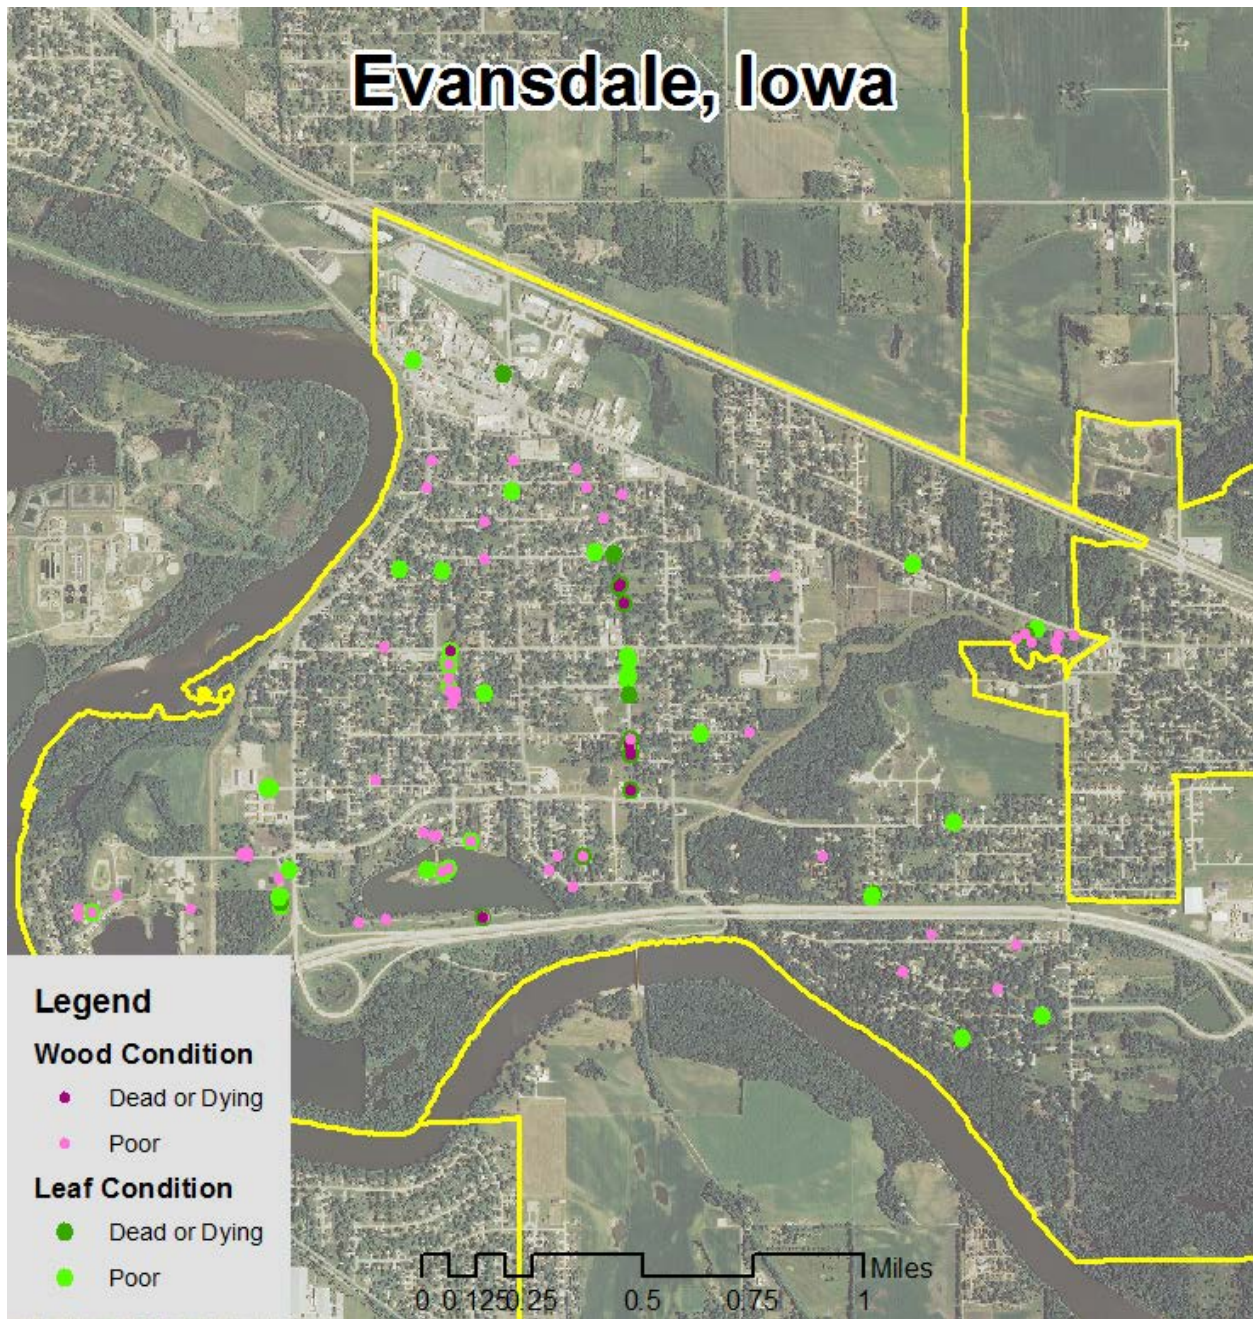 Evansdale, Iowa
Legend
Wood Condition
Dead or Dying
Poor
Leaf Condition
Dead or Dying
Poor
Miles
0 0.125 0.25 0.5 0.75 1